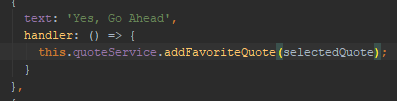 {
text: 'Yes, Go Ahead',
handler: () => {
this.quoteService.addFavoriteQuote(selectedQuote);
}
},